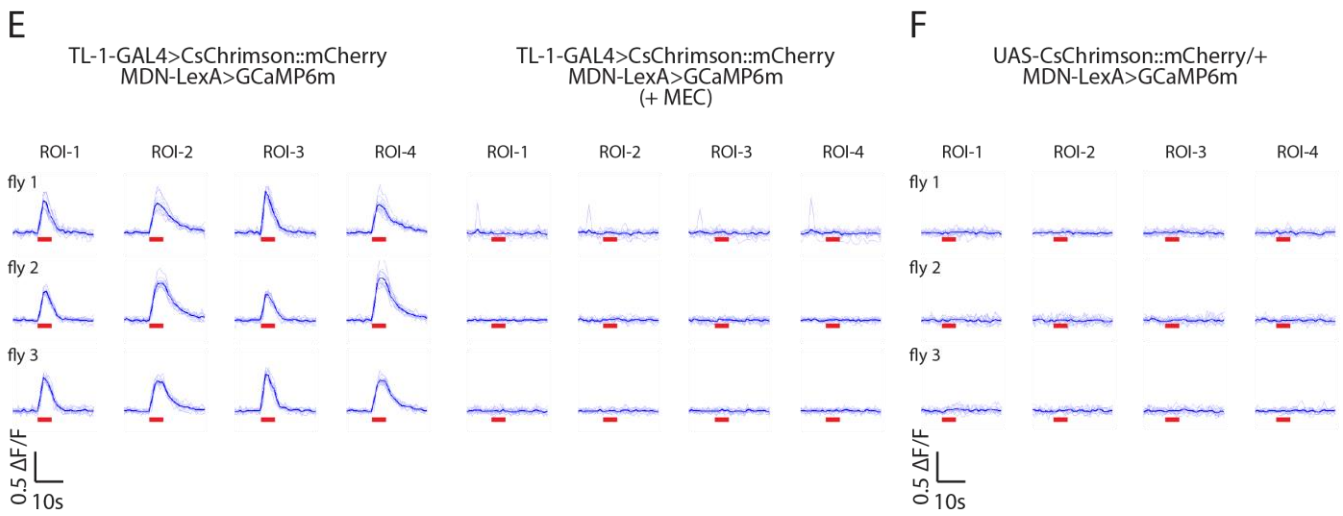 E
TL-1-GAL4>CsChrimson::mCherry
MDN-LexA>GCaMP6m
TL-1-GAL4>CsChrimson::mCherry
MDN-LexA>GCaMP6m
(+ MEC)
ROI-1 ROI-2 ROI-3 ROI-4 ROI-1 ROI-2 ROI-3 ROI-4
fly 1
fly 2
fly 3
0.5 ΔF/F
10s
F
UAS-CsChrimson::mCherry/+
MDN-LexA>GCaMP6m
ROI-1 ROI-2 ROI-3 ROI-4
fly 1
fly 2
fly 3
0.5 ΔF/F
10s